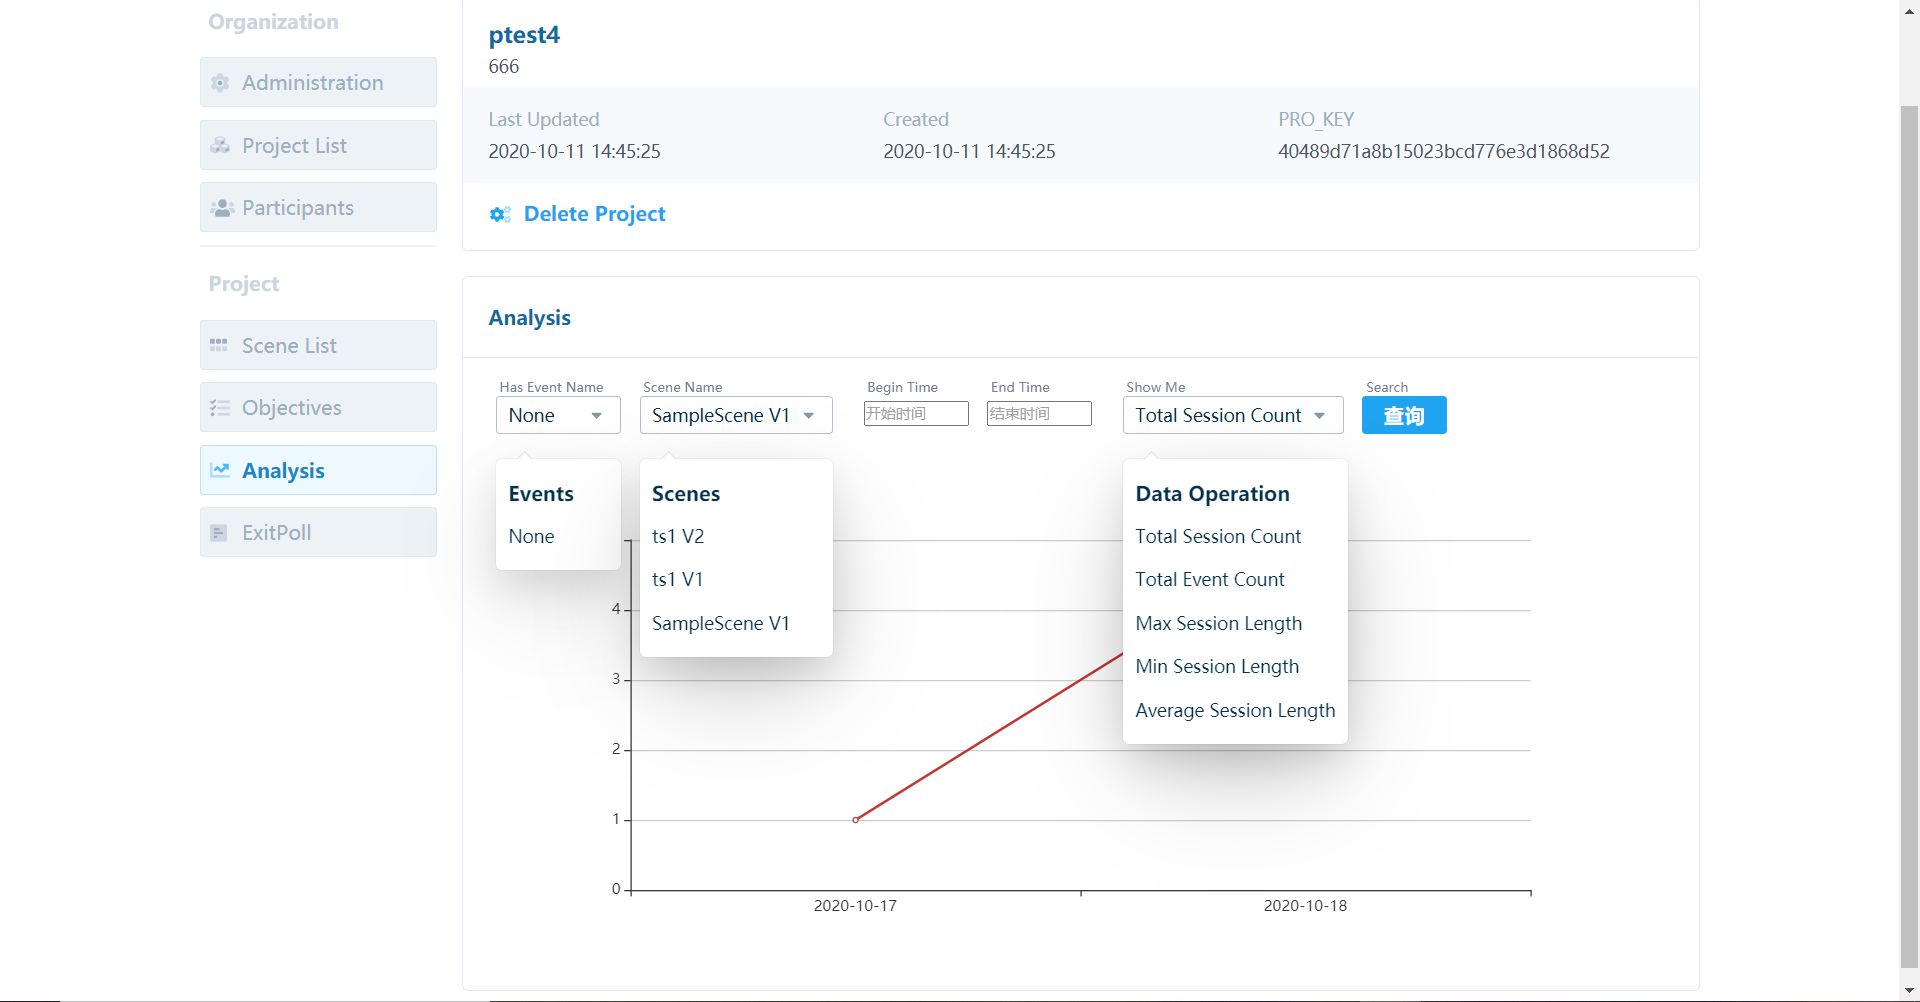 Organization
Administration
Project List
Participants
Project
Scene List
Objectives
Analysis
ExitPoll
ptest4
666
Last Updated
2020-10-11 14:45:25
Created
2020-10-11 14:45:25
PRO_KEY
40489d71a8b15023bcd776e3d1868d52
Delete Project
Analysis
Has Event Name
None
Scene Name
SampleScene V1
Begin Time
开始时间
End Time
结束时间
Show Me
Total Session Count
Search
查询
Events
None
Scenes
ts1 V2
ts1 V1
SampleScene V1
Data Operation
Total Session Count
Total Event Count
Max Session Length
Min Session Length
Average Session Length
4
3
2
1
0
2020-10-17
2020-10-18